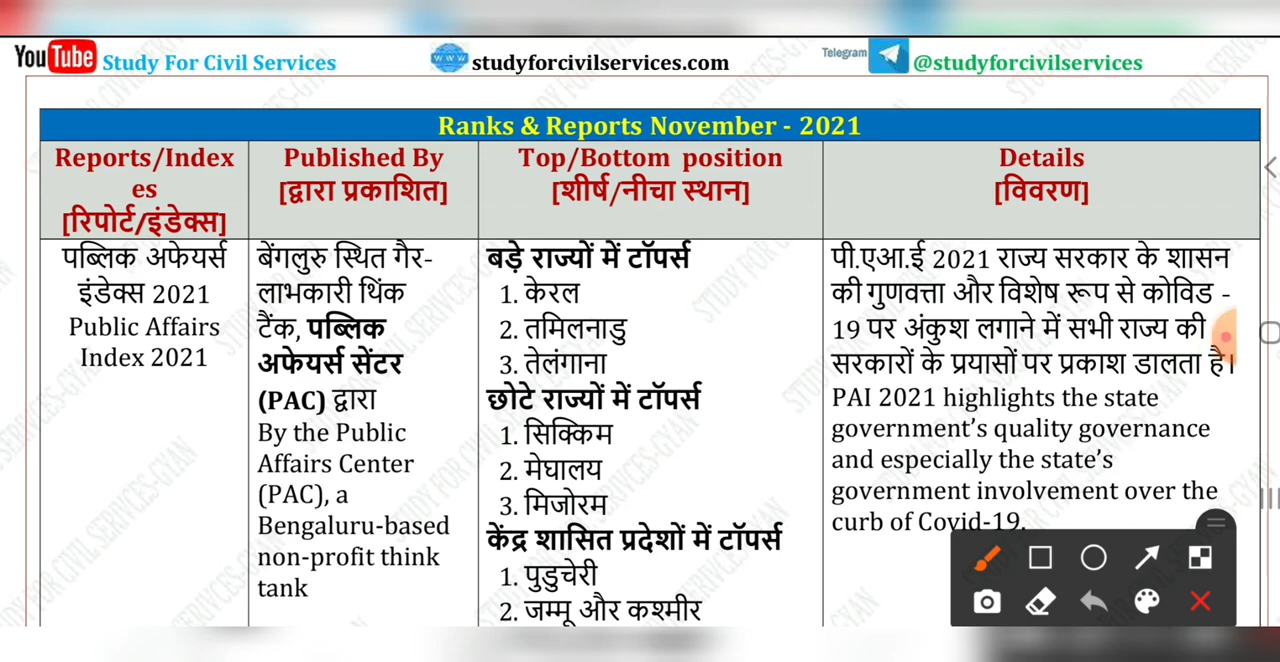 YouTube Study For Civil Services
www studyforcivilservices.com
Telegram @studyforcivilservices
Ranks & Reports November - 2021
Reports/Index
es
[रिपोर्ट/इंडेक्स]
Published By
[द्वारा प्रकाशित]
Top/Bottom position
[शीर्ष/नीचा स्थान]
Details
[विवरण]
पब्लिक अफेयर्स
इंडेक्स 2021
Public Affairs
Index 2021
बेंगलुरु स्थित गैर-
लाभकारी थिंक
टैंक, पब्लिक
अफेयर्स सेंटर
(PAC) द्वारा
By the Public
Affairs Center
(PAC), a
Bengaluru-based
non-profit think
tank
बड़े राज्यों में टॉपर्स
1. केरल
2. तमिलनाडु
3. तेलंगाना
छोटे राज्यों में टॉपर्स
1. सिक्किम
2. मेघालय
3. मिजोरम
केंद्र शासित प्रदेशों में टॉपर्स
1. पुडुचेरी
2. जम्मू और कश्मीर
पी.एआ.ई 2021 राज्य सरकार के शासन
की गुणवत्ता और विशेष रूप से कोविड -
19 पर अंकुश लगाने में सभी राज्य की
सरकारों के प्रयासों पर प्रकाश डालता है।
PAI 2021 highlights the state
government's quality governance
and especially the state's
government involvement over the
curb of Covid-19.